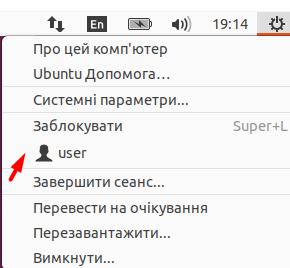 En 19:14
Про цей комп'ютер
Ubuntu Допомога...
Системні параметри...
Заблокувати Super+L
user
Завершити сеанс...
Перевести на очікування
Перезавантажити...
Вимкнути...